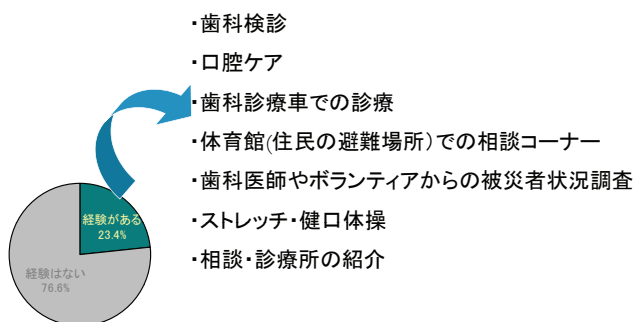 ・歯科検診
・口腔ケア
・歯科診療車での診療
・体育館(住民の避難場所)での相談コーナー
・歯科医師やボランティアからの被災者状況調査
・ストレッチ・健口体操
・相談・診療所の紹介
経験がある
23.4%
経験はない
76.6%